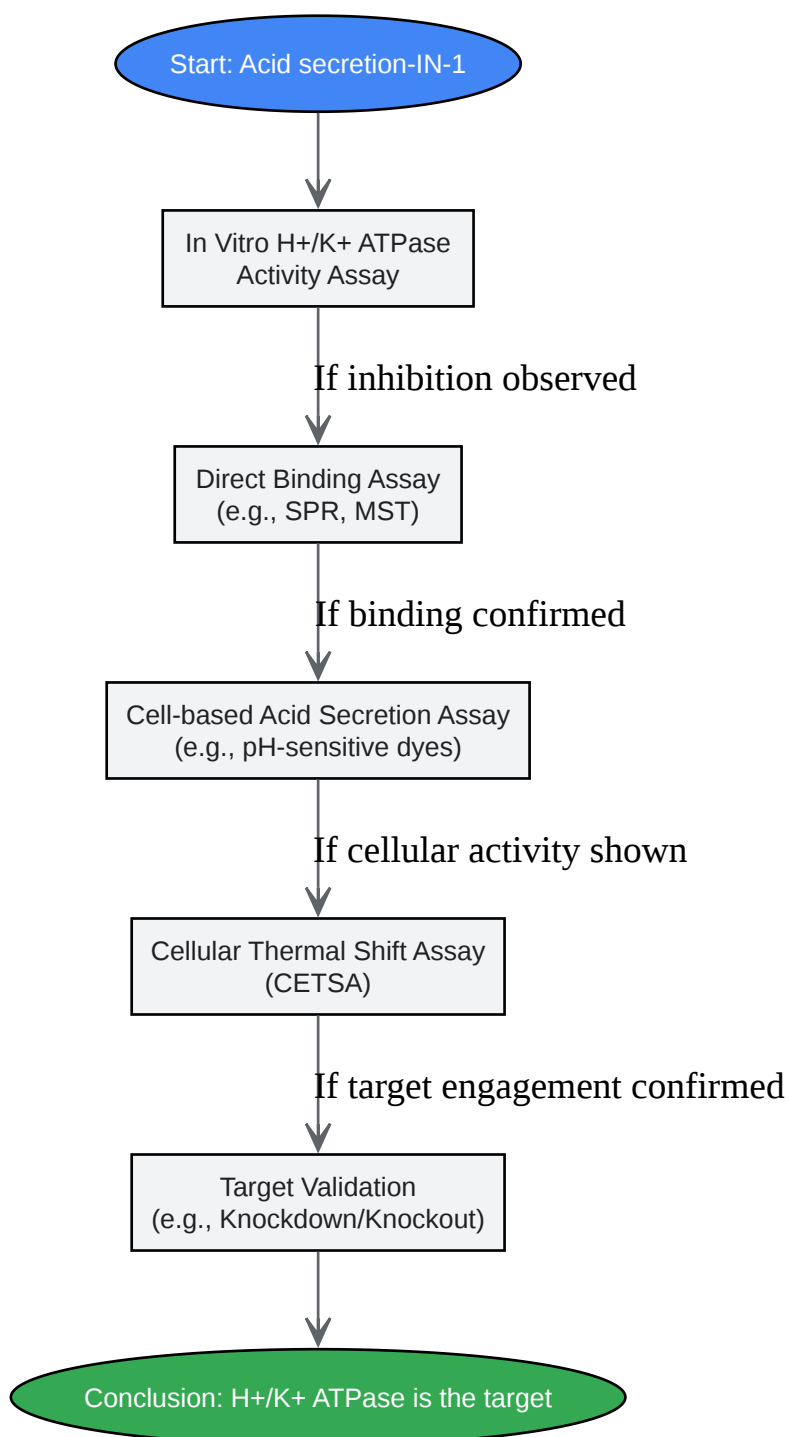 Start: Acid secretion-IN-1
In Vitro H+/K+ ATPase
Activity Assay
If inhibition observed
Direct Binding Assay
(e.g., SPR, MST)
If binding confirmed
Cell-based Acid Secretion Assay
(e.g., pH-sensitive dyes)
If cellular activity shown
Cellular Thermal Shift Assay
(CETSA)
If target engagement confirmed
Target Validation
(e.g., Knockdown/Knockout)
Conclusion: H+/K+ ATPase is the target